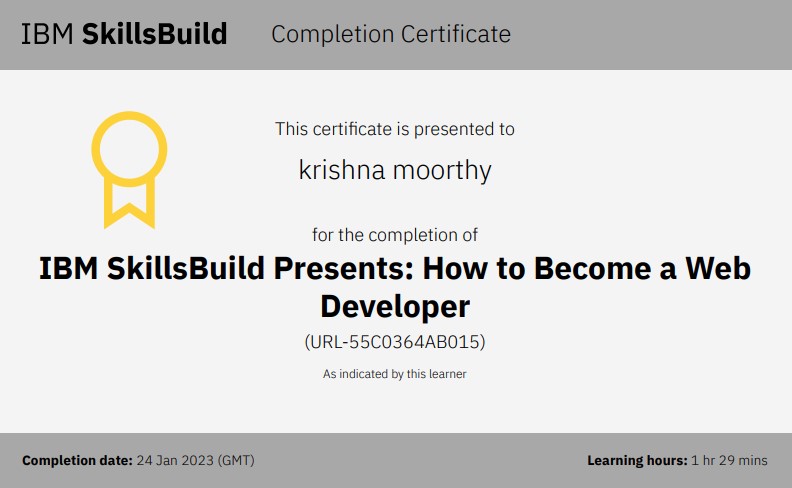 IBM SkillsBuild Completion Certificate
This certificate is presented to
krishna moorthy
for the completion of
IBM SkillsBuild Presents: How to Become a Web
Developer
(URL-55C0364AB015)
As indicated by this learner
Completion date: 24 Jan 2023 (GMT) Learning hours: 1 hr 29 mins